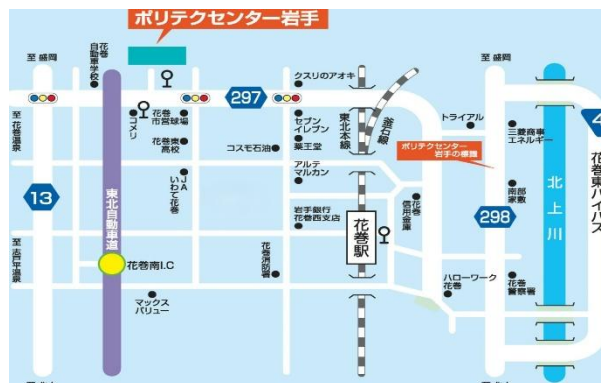 ポリテクセンター岩手
至 盛岡
花巻
自動車学校
クスリのアオキ
至 盛岡
297
コメリ
花巻
市営球場
セブン
イレブン
東北本線
釜石線
トライアル
三菱商事
エネルギー
4
至 花巻温泉
花巻東
高校
コスモ石油
薬王堂
ポリテクセンター
岩手の標識
花巻東バイパス
13
東北自動車道
JA
いわて花巻
アルテ
マルカン
花巻
信用金庫
南部
家敷
北上川
岩手銀行
花巻西支店
花巻駅
298
至 志戸平温泉
花巻南I.C
花巻消防署
ハローワーク
花巻
花巻
警察署
マックス
バリュー